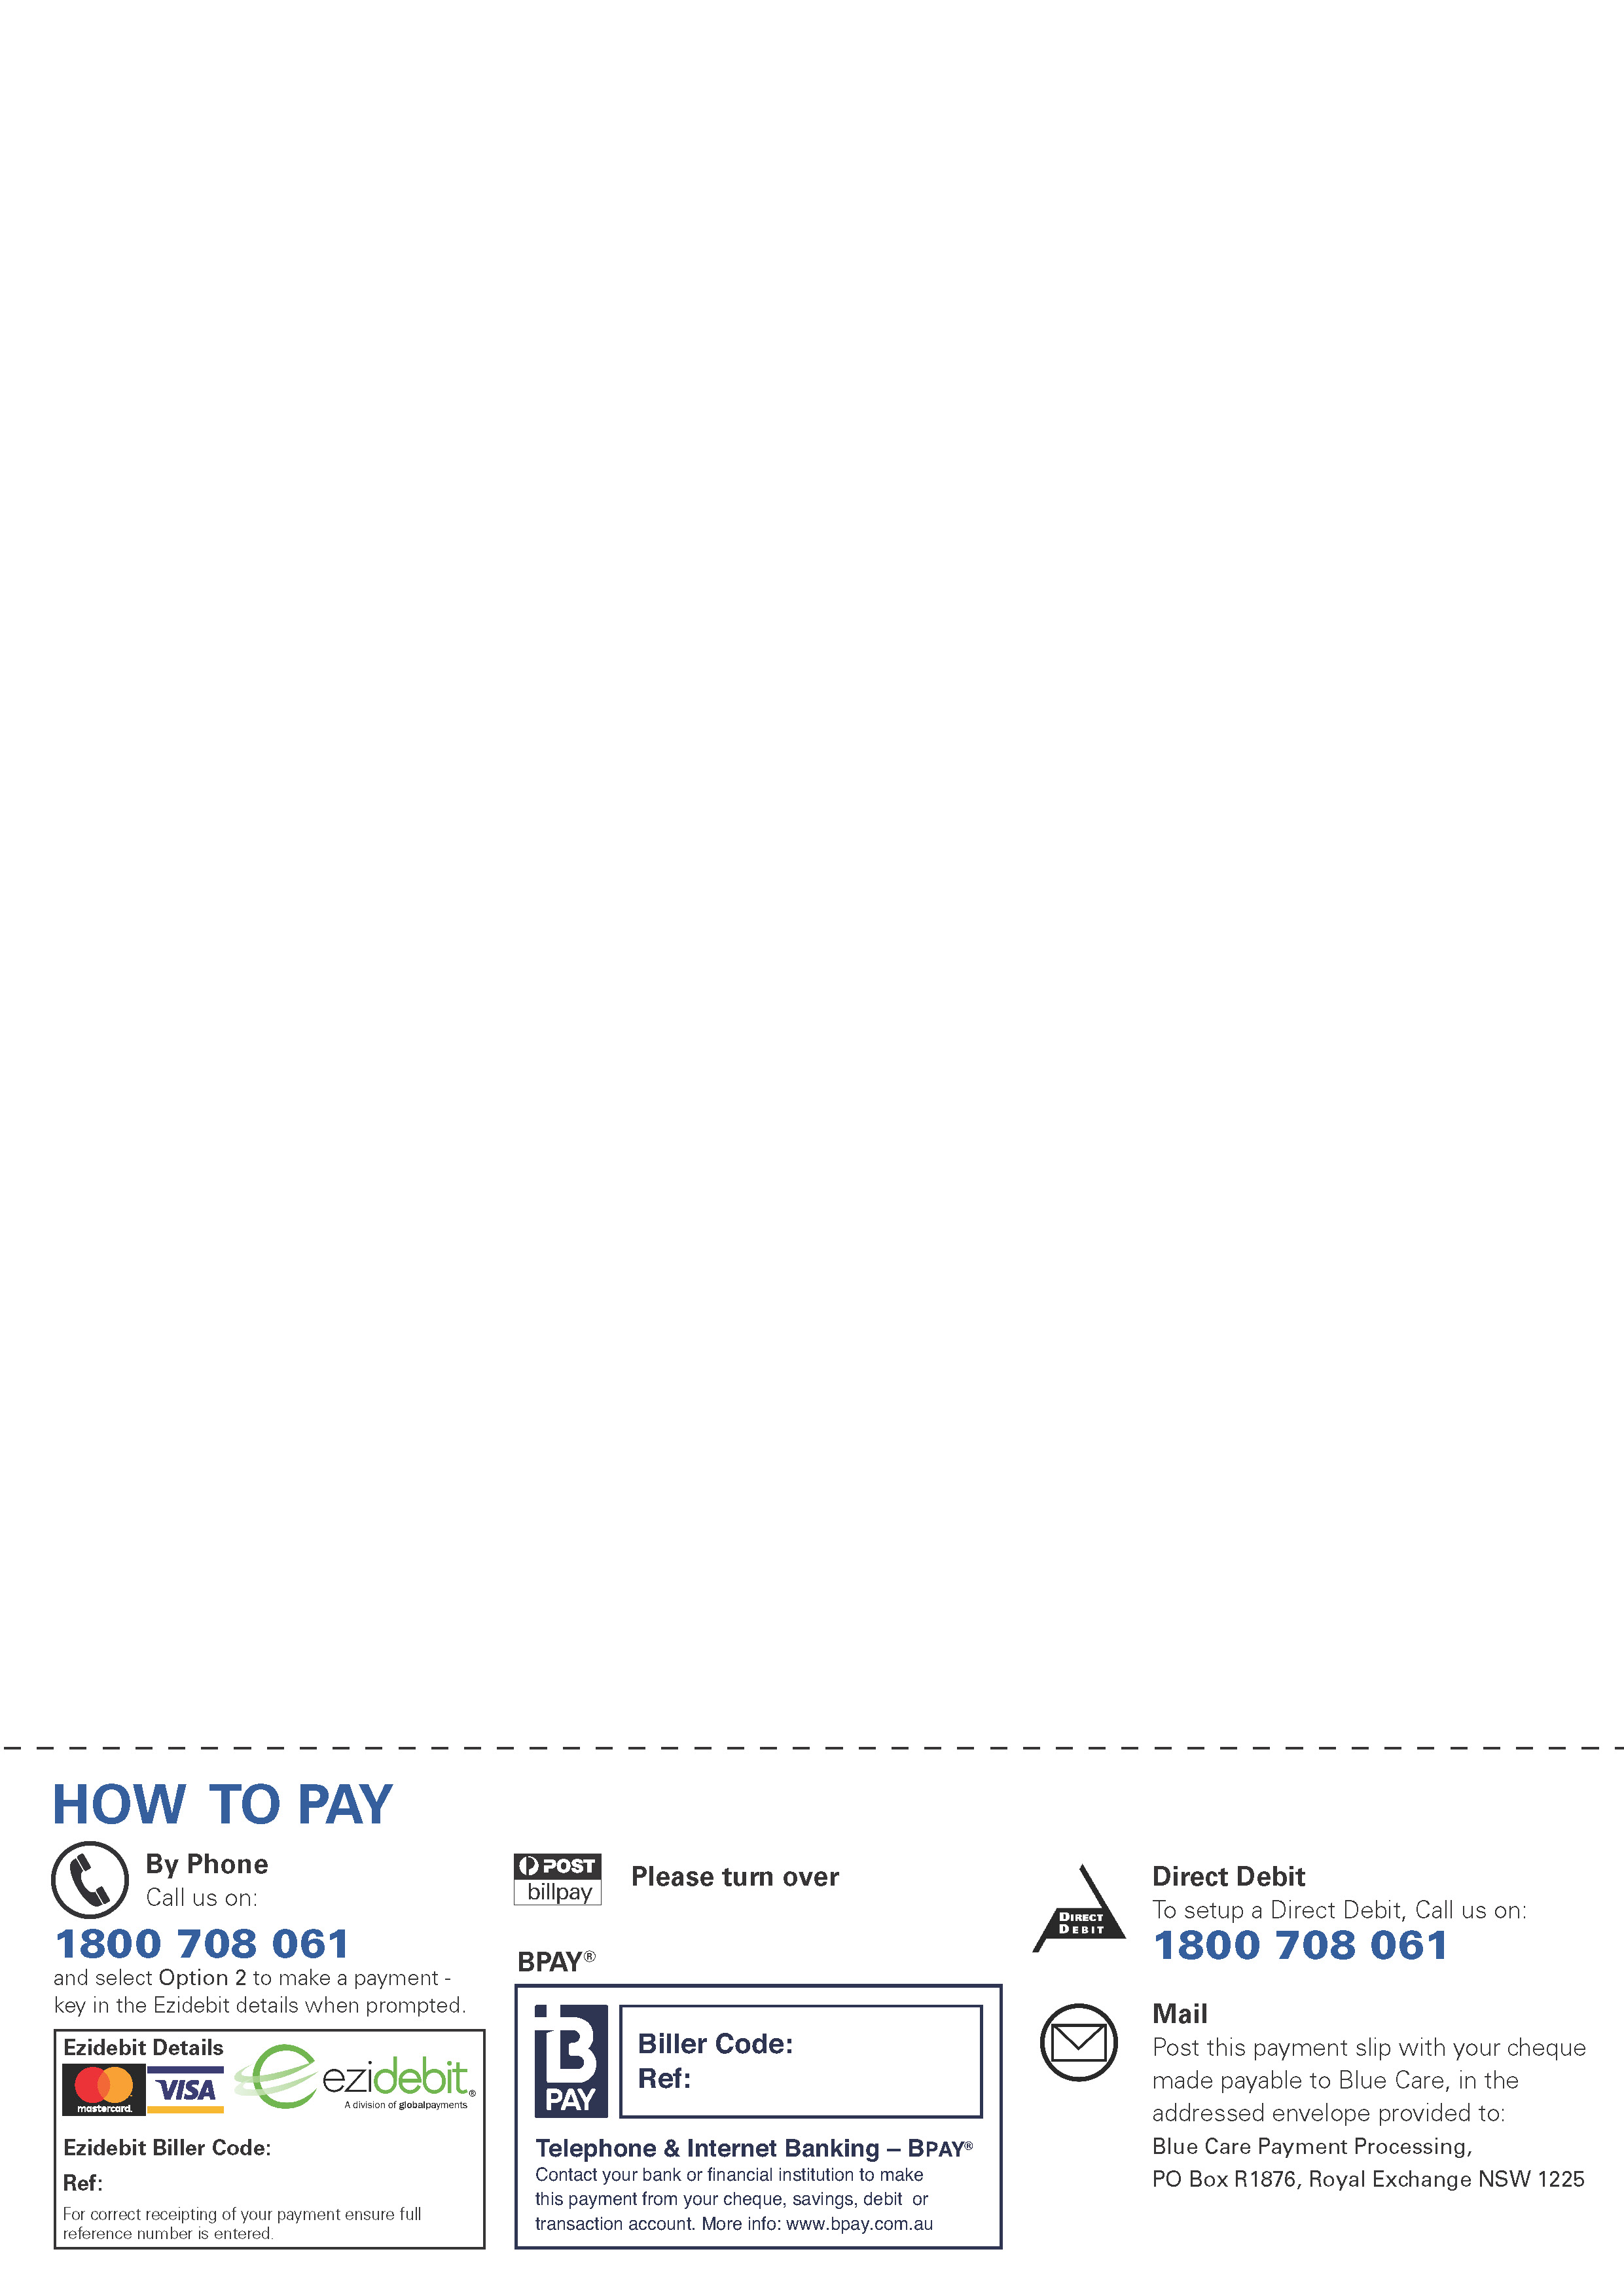 HOW TO PAY
By Phone
Call us on:
1800 708 061
and select Option 2 to make a payment -
key in the Ezidebit details when prompted.
Ezidebit Details
mastercard.
VISA
ezidebit®
A division of globalpayments
Ezidebit Biller Code:
Ref:
For correct receipting of your payment ensure full
reference number is entered.
POST
billpay
Please turn over
BPAY®
B
PAY
Biller Code:
Ref:
Telephone & Internet Banking – BPAY®
Contact your bank or financial institution to make
this payment from your cheque, savings, debit or
transaction account. More info: www.bpay.com.au
DIRECT
DEBIT
Direct Debit
To setup a Direct Debit, Call us on:
1800 708 061
Mail
Post this payment slip with your cheque
made payable to Blue Care, in the
addressed envelope provided to:
Blue Care Payment Processing,
PO Box R1876, Royal Exchange NSW 1225